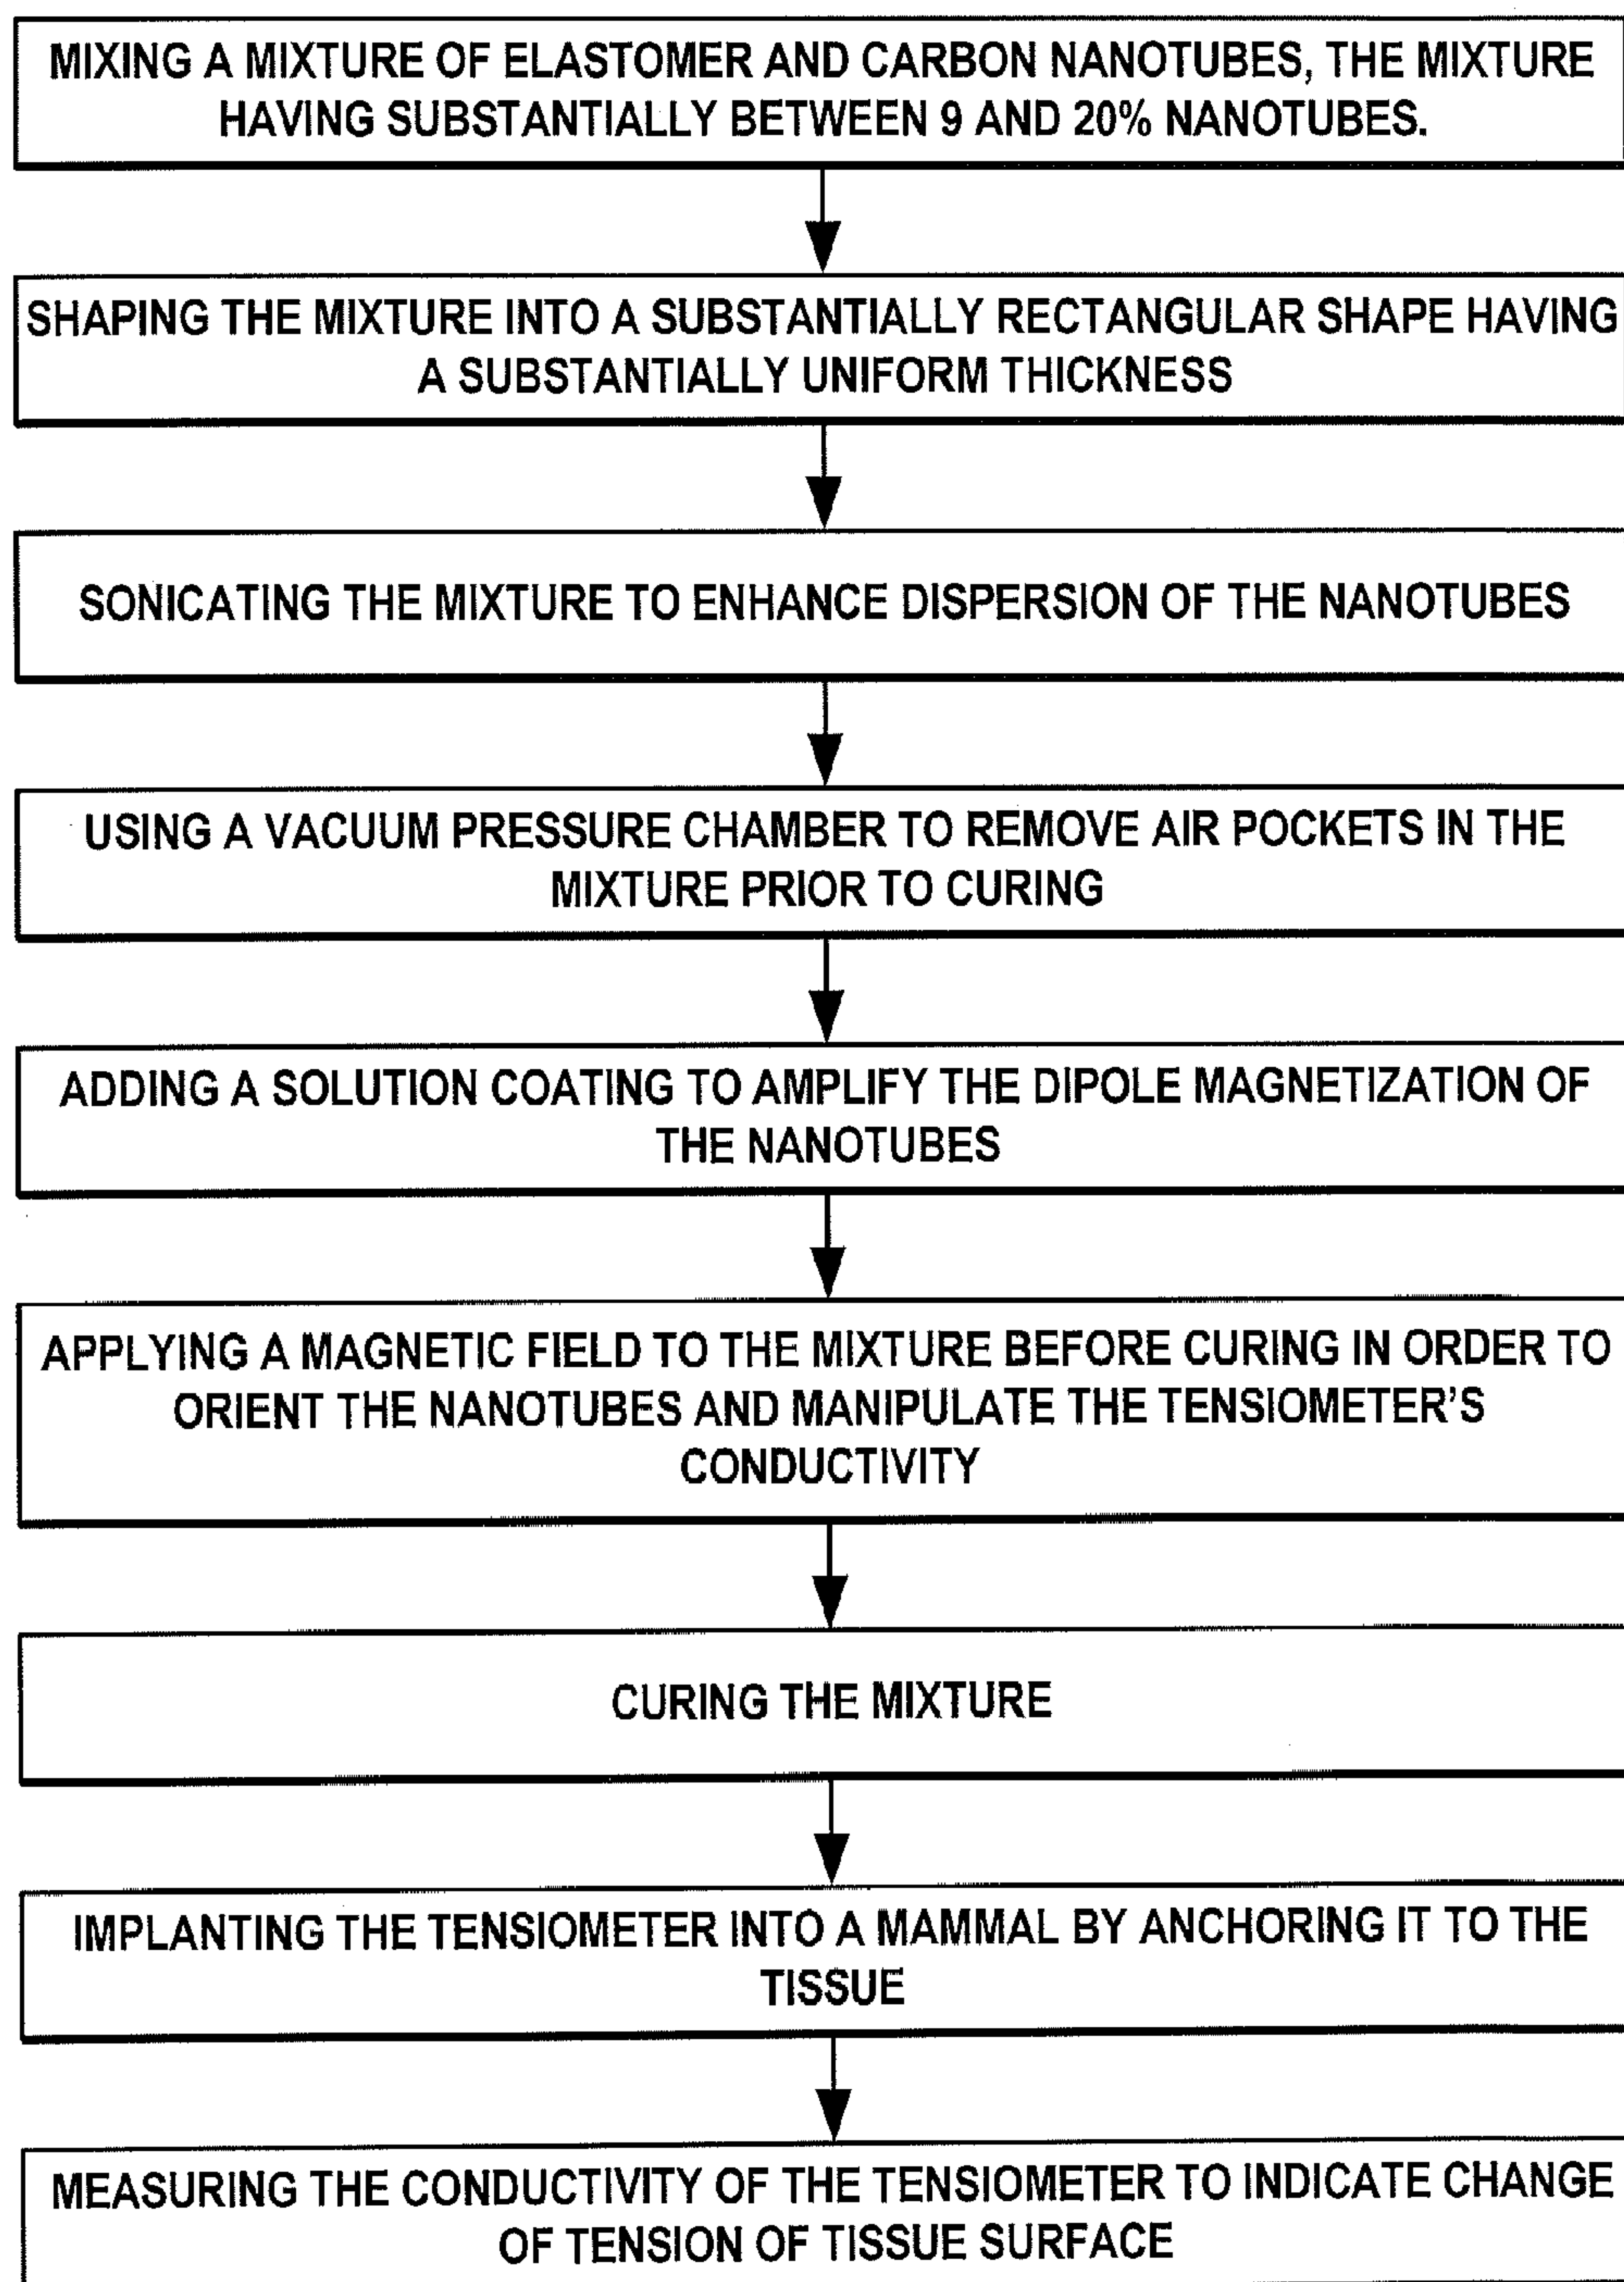 MIXING A MIXTURE OF ELASTOMER AND CARBON NANOTUBES, THE MIXTURE
HAVING SUBSTANTIALLY BETWEEN 9 AND 20% NANOTUBES.
SHAPING THE MIXTURE INTO A SUBSTANTIALLY RECTANGULAR SHAPE HAVING
A SUBSTANTIALLY UNIFORM THICKNESS
SONICATING THE MIXTURE TO ENHANCE DISPERSION OF THE NANOTUBES
USING A VACUUM PRESSURE CHAMBER TO REMOVE AIR POCKETS IN THE
MIXTURE PRIOR TO CURING
ADDING A SOLUTION COATING TO AMPLIFY THE DIPOLE MAGNETIZATION OF
THE NANOTUBES
APPLYING A MAGNETIC FIELD TO THE MIXTURE BEFORE CURING IN ORDER TO
ORIENT THE NANOTUBES AND MANIPULATE THE TENSIOMETER'S
CONDUCTIVITY
CURING THE MIXTURE
IMPLANTING THE TENSIOMETER INTO A MAMMAL BY ANCHORING IT TO THE
TISSUE
MEASURING THE CONDUCTIVITY OF THE TENSIOMETER TO INDICATE CHANGE
OF TENSION OF TISSUE SURFACE